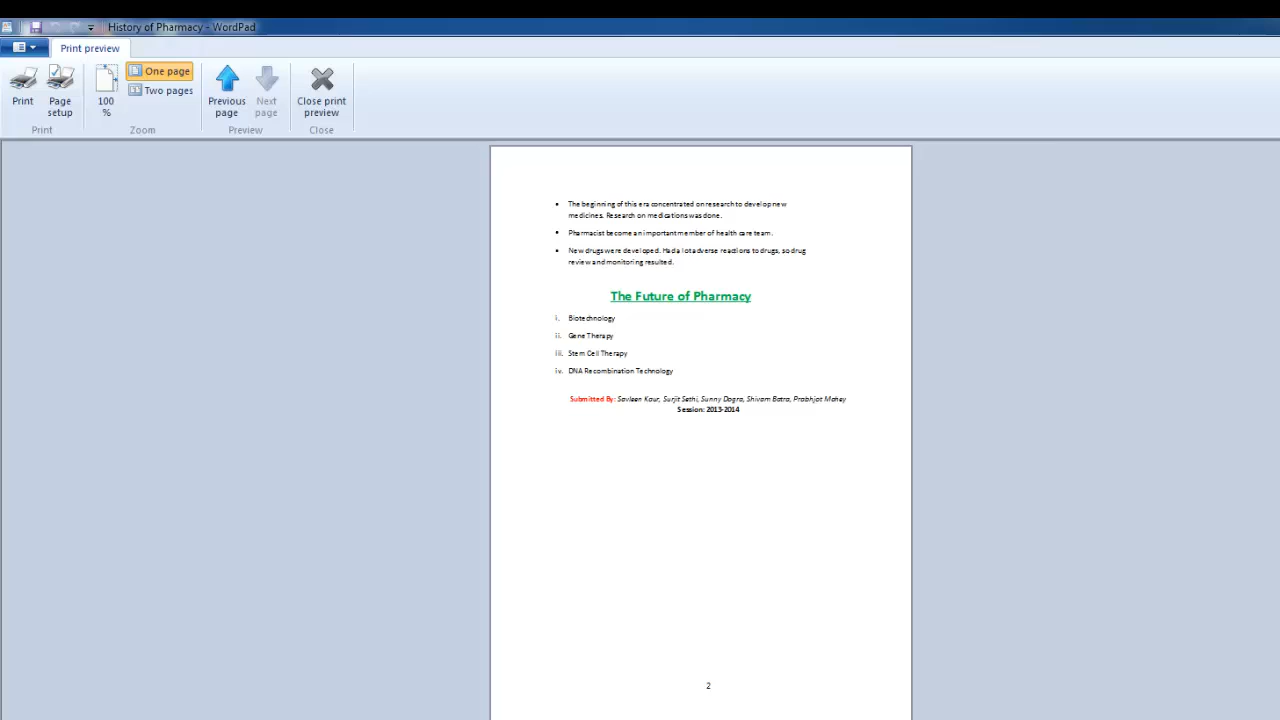 History of Pharmacy - WordPad
Print preview
Print
Page setup
100 %
One page
Two pages
Previous page
Next page
Close print preview
Print
Zoom
Preview
Close
• The beginning of this era concentrated on research to develop new
medicines. Research on medications was done.
• Pharmacist become an important member of health care team.
• New drugs were developed. Had a lot adverse reactions to drugs, so drug
review and monitoring resulted.
The Future of Pharmacy
i. Biotechnology
ii. Gene Therapy
iii. Stem Cell Therapy
iv. DNA Recombination Technology
Submitted By: Savleen Kaur, Surjit Sethi, Sunny Dogra, Shivam Batra, Prabhjot Mahey
Session: 2013-2014
2